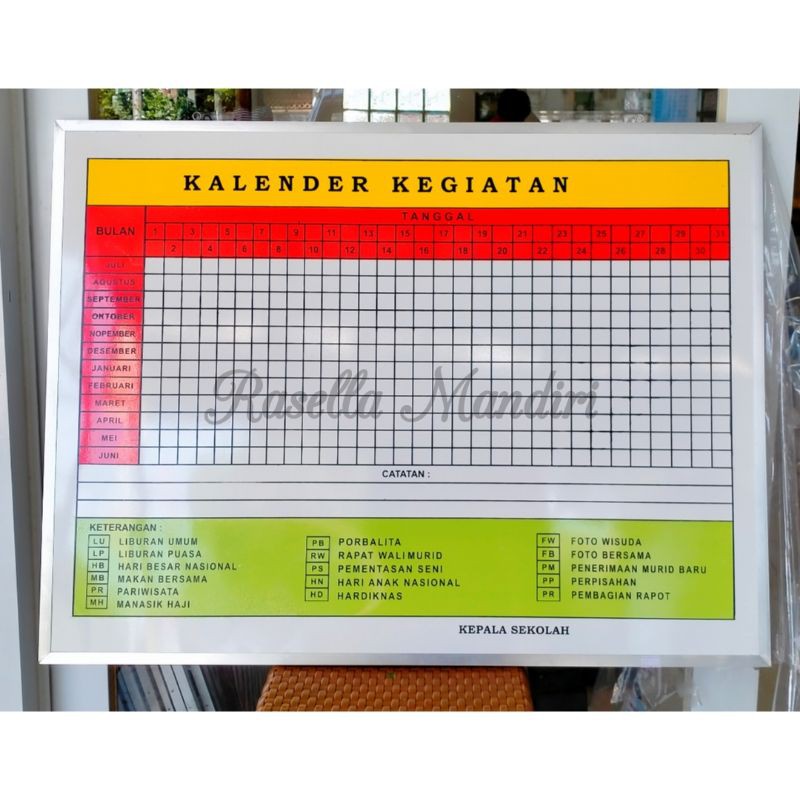 KALENDER KEGIATAN
BULAN
TANGGAL
1 3 5 7 9 11 13 15 17 19 21 23 25 27 29 31
2 4 6 8 10 12 14 16 18 20 22 24 26 28 30
JULI
AGUSTUS
SEPTEMBER
OKTOBER
NOPEMBER
DESEMBER
JANUARI
FEBRUARI
MARET
APRIL
MEI
JUNI
Rasella Mandiri
CATATAN :
KETERANGAN :
LU LIBURAN UMUM
LP LIBURAN PUASA
HB HARI BESAR NASIONAL
MB MAKAN BERSAMA
PR PARIWISATA
MH MANASIK HAJI
PB PORBALITA
RW RAPAT WALIMURID
PS PEMENTASAN SENI
HN HARI ANAK NASIONAL
HD HARDIKNAS
FW FOTO WISUDA
FB FOTO BERSAMA
PM PENERIMAAN MURID BARU
PP PERPISAHAN
PR PEMBAGIAN RAPOT
KEPALA SEKOLAH